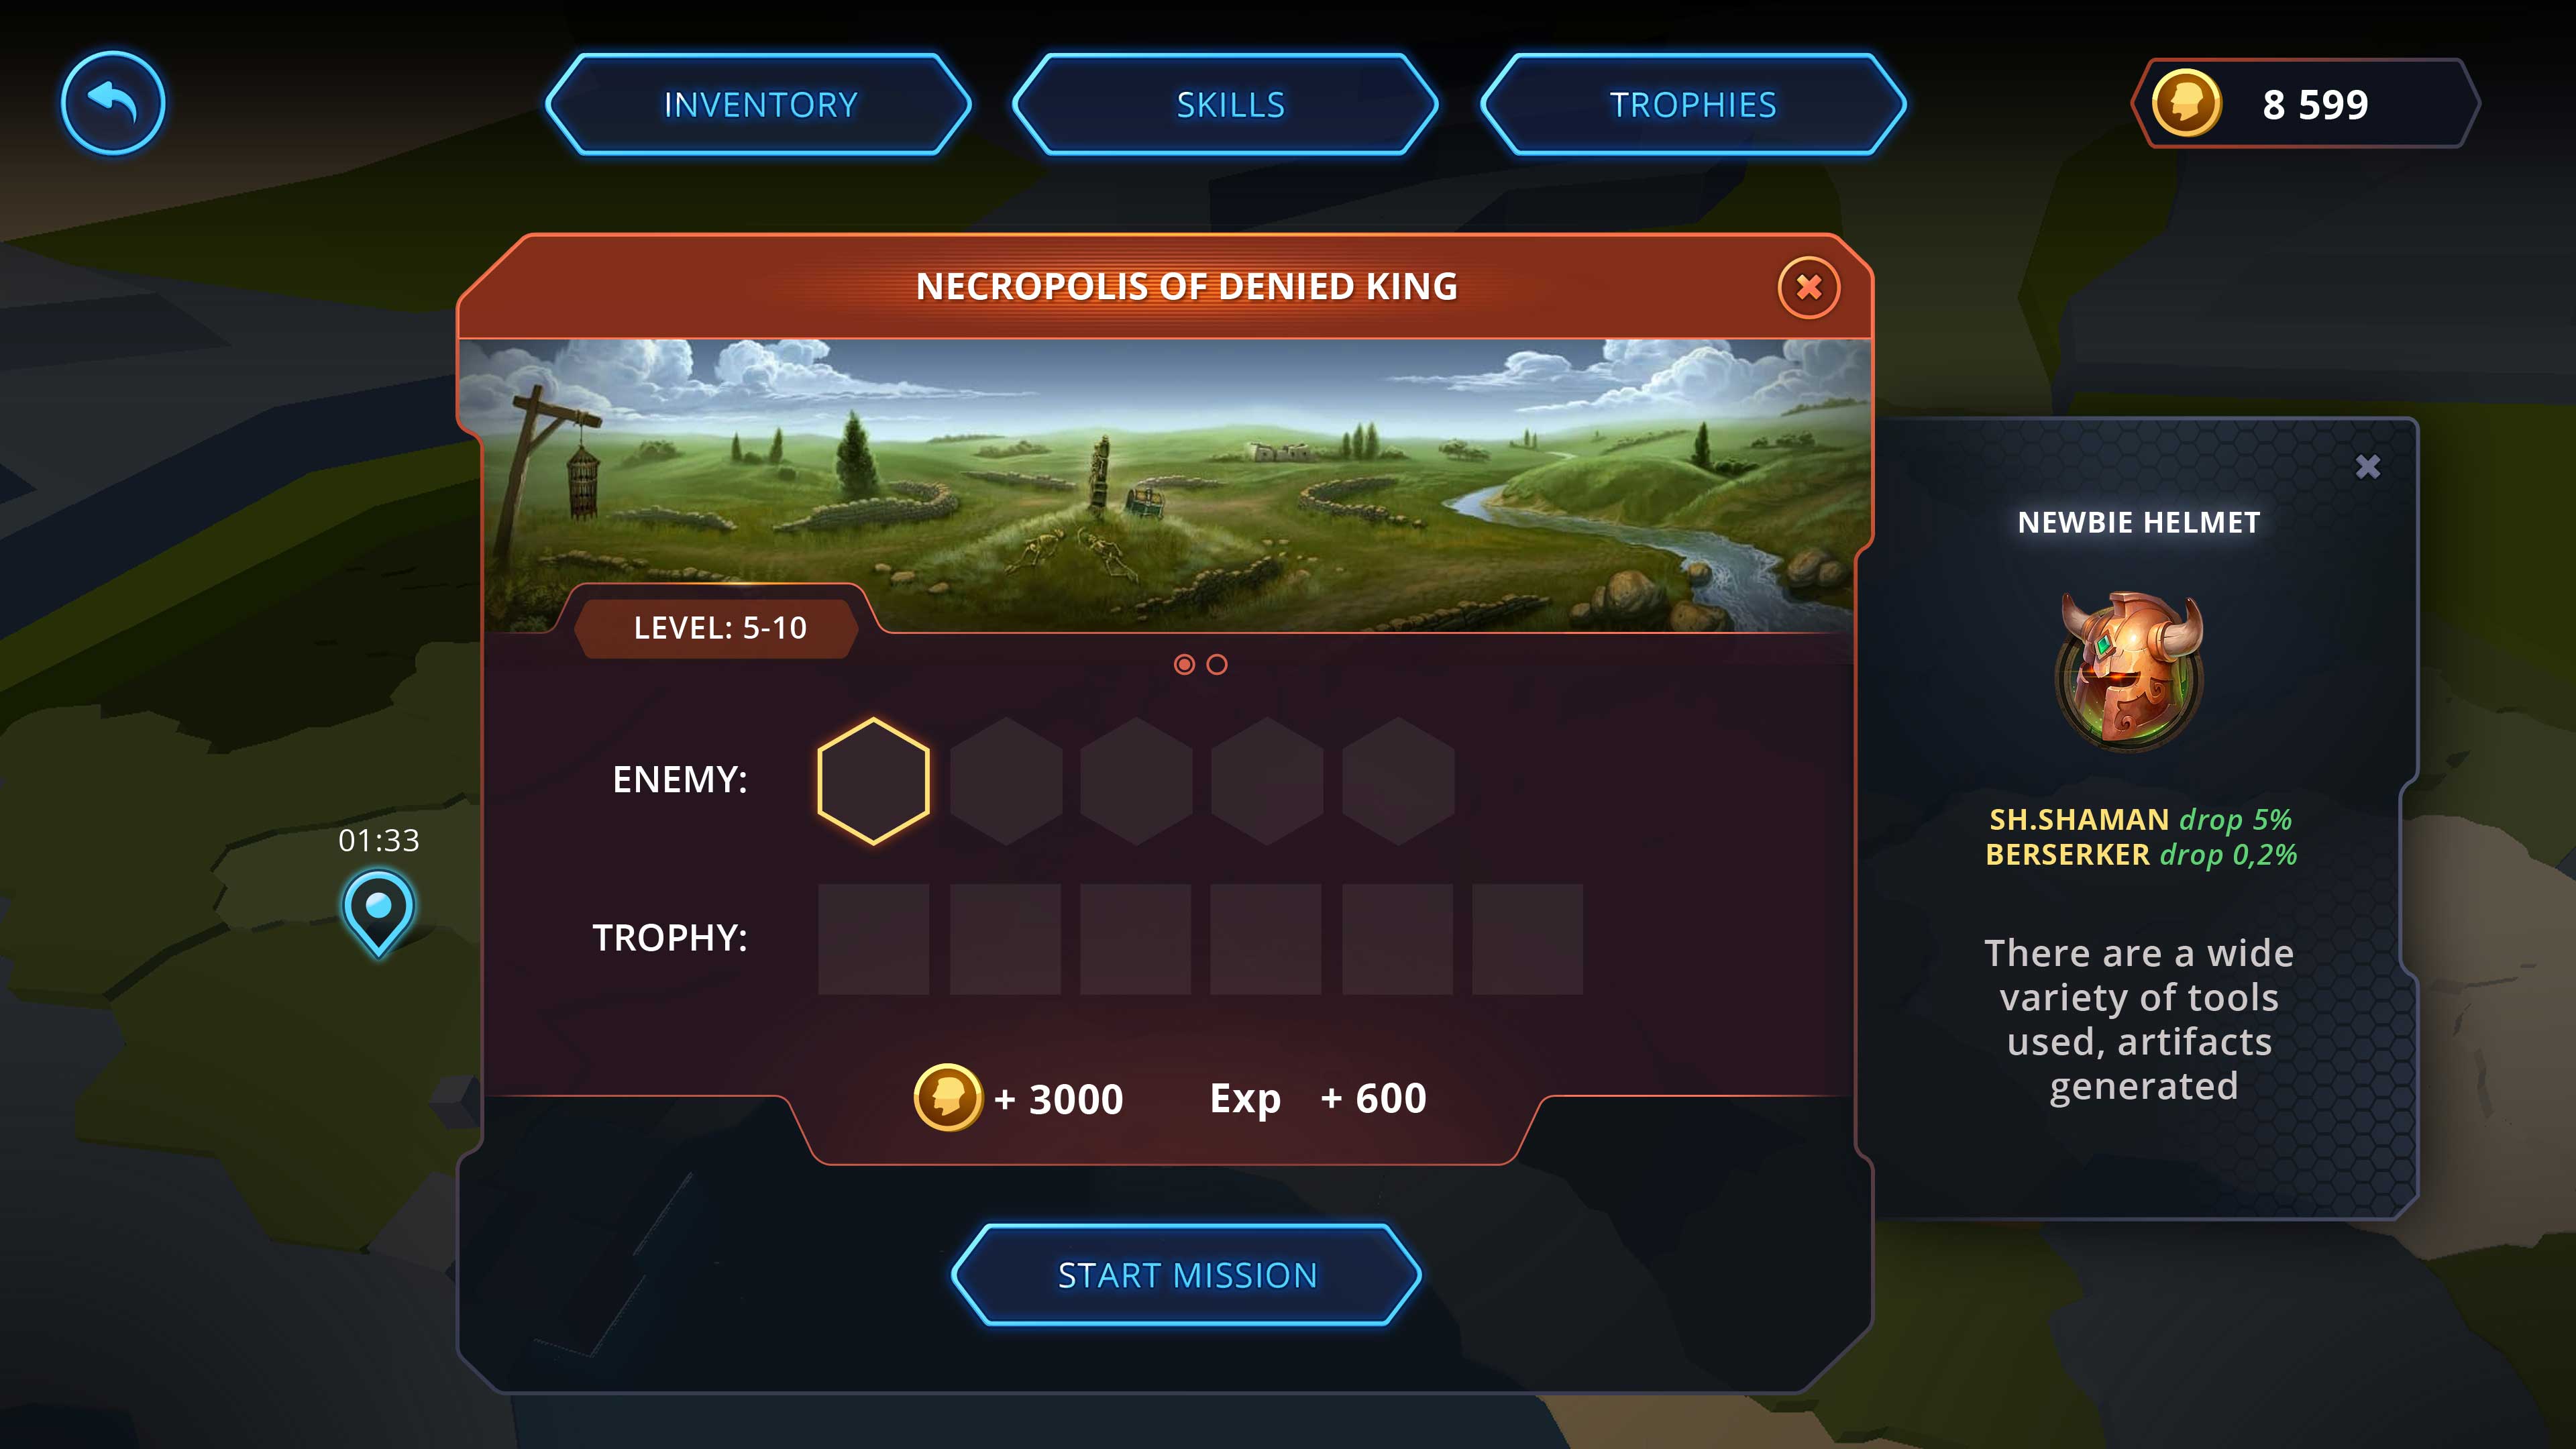 INVENTORY
SKILLS
TROPHIES
8 599
NECROPOLIS OF DENIED KING
LEVEL: 5-10
ENEMY:
TROPHY:
+ 3000
Exp + 600
START MISSION
01:33
NEWBIE HELMET
SH.SHAMAN drop 5%
BERSERKER drop 0,2%
There are a wide
variety of tools
used, artifacts
generated